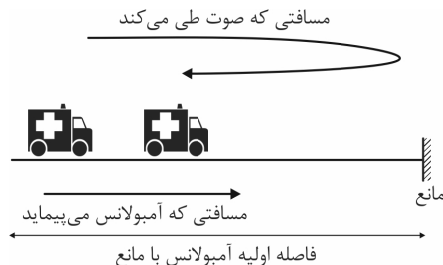 مسافتی که صوت طی می‌کند
مانع
مسافتی که آمبولانس می‌پیماید
فاصله اولیه آمبولانس با مانع